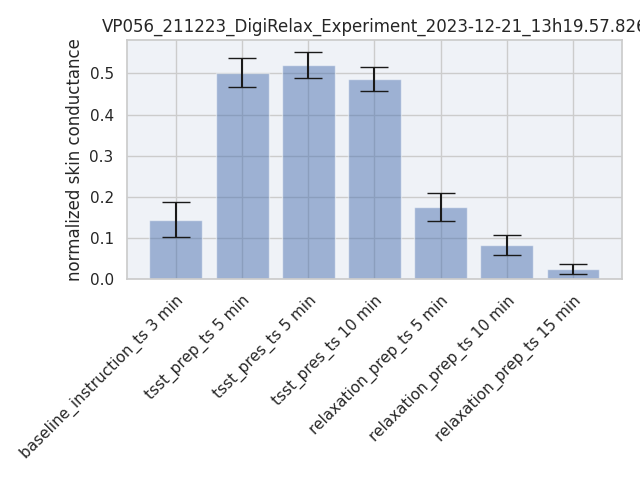 VP056_211223_DigiRelax_Experiment_2023-12-21_13h19.57.826
normalized skin conductance
0.5
0.4
0.3
0.2
0.1
0.0
baseline_instruction_ts 3 min
tsst_prep_ts 5 min
tsst_pres_ts 5 min
tsst_pres_ts 10 min
relaxation_prep_ts 5 min
relaxation_prep_ts 10 min
relaxation_prep_ts 15 min